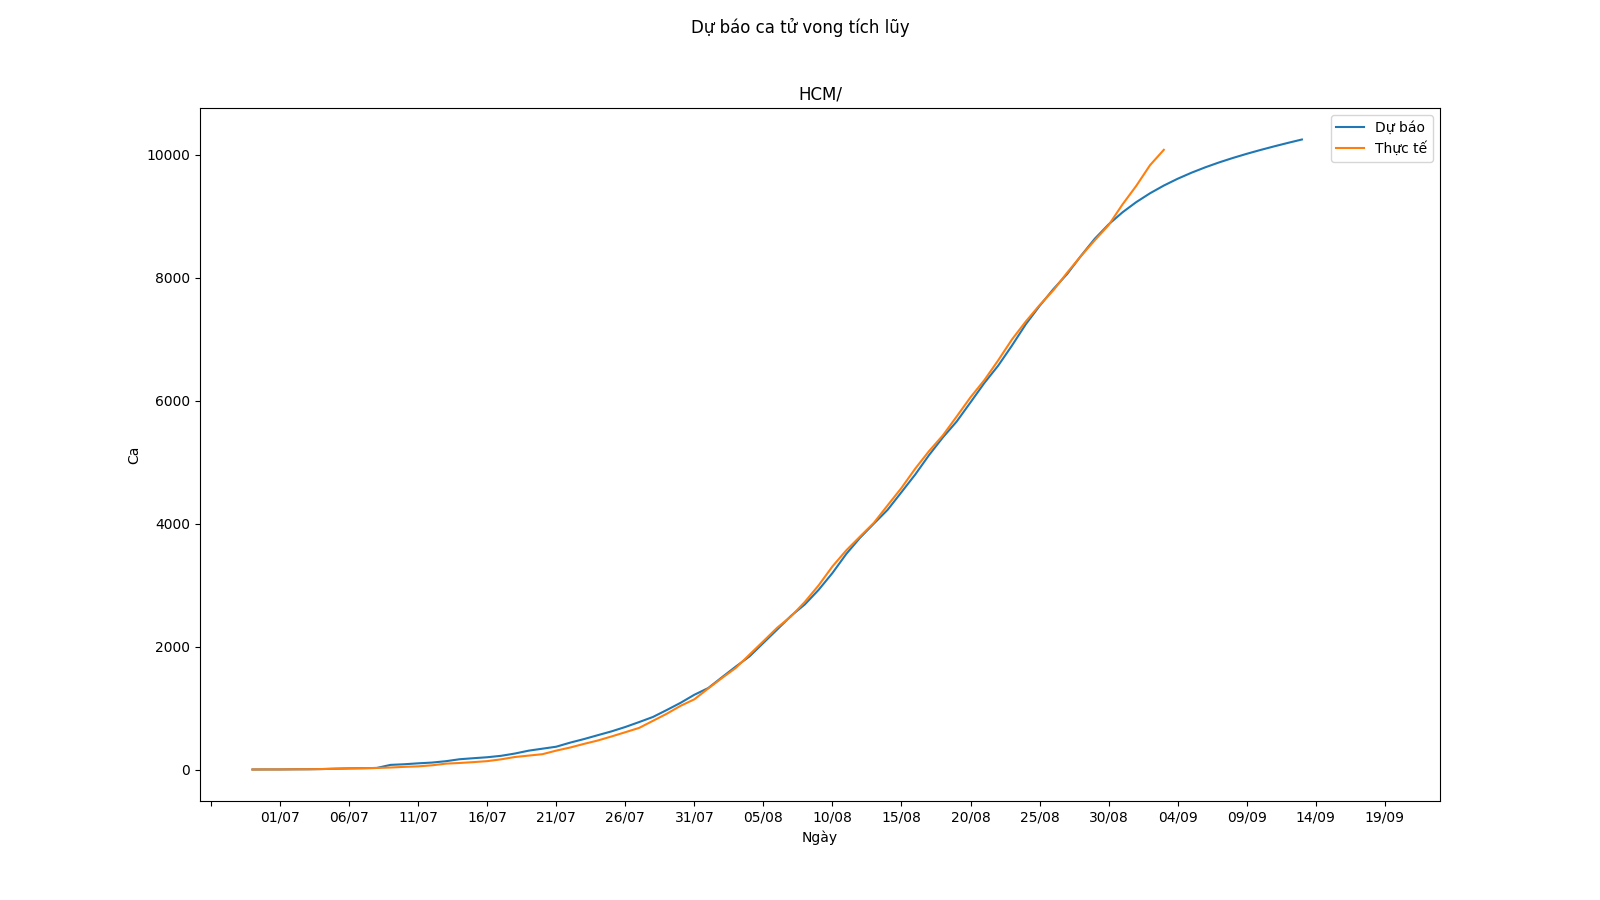 Dự báo ca tử vong tích lũy
HCM/
Dự báo
Thực tế
10000
8000
6000
4000
2000
0
Ca
01/07 06/07 11/07 16/07 21/07 26/07 31/07 05/08 10/08 15/08 20/08 25/08 30/08 04/09 09/09 14/09 19/09
Ngày